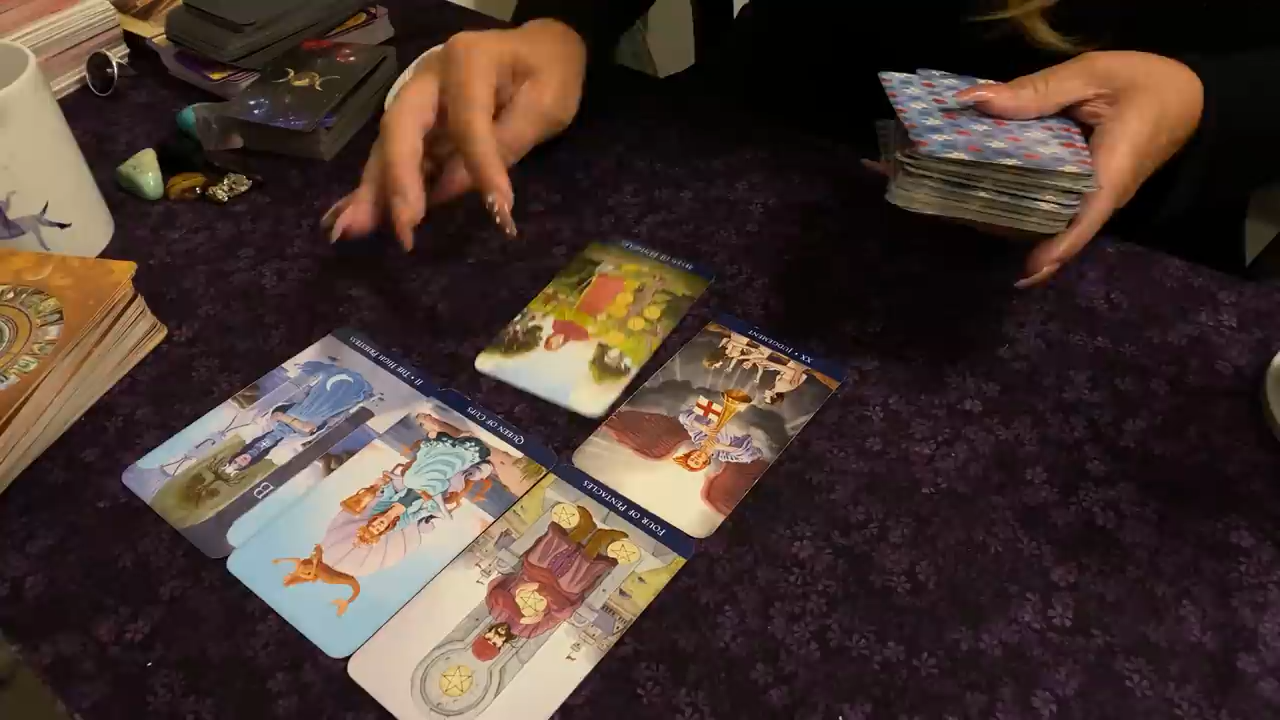 II • THE HIGH PRIESTESS
QUEEN OF CUPS
FOUR OF PENTACLES
XX • JUDGEMENT
B